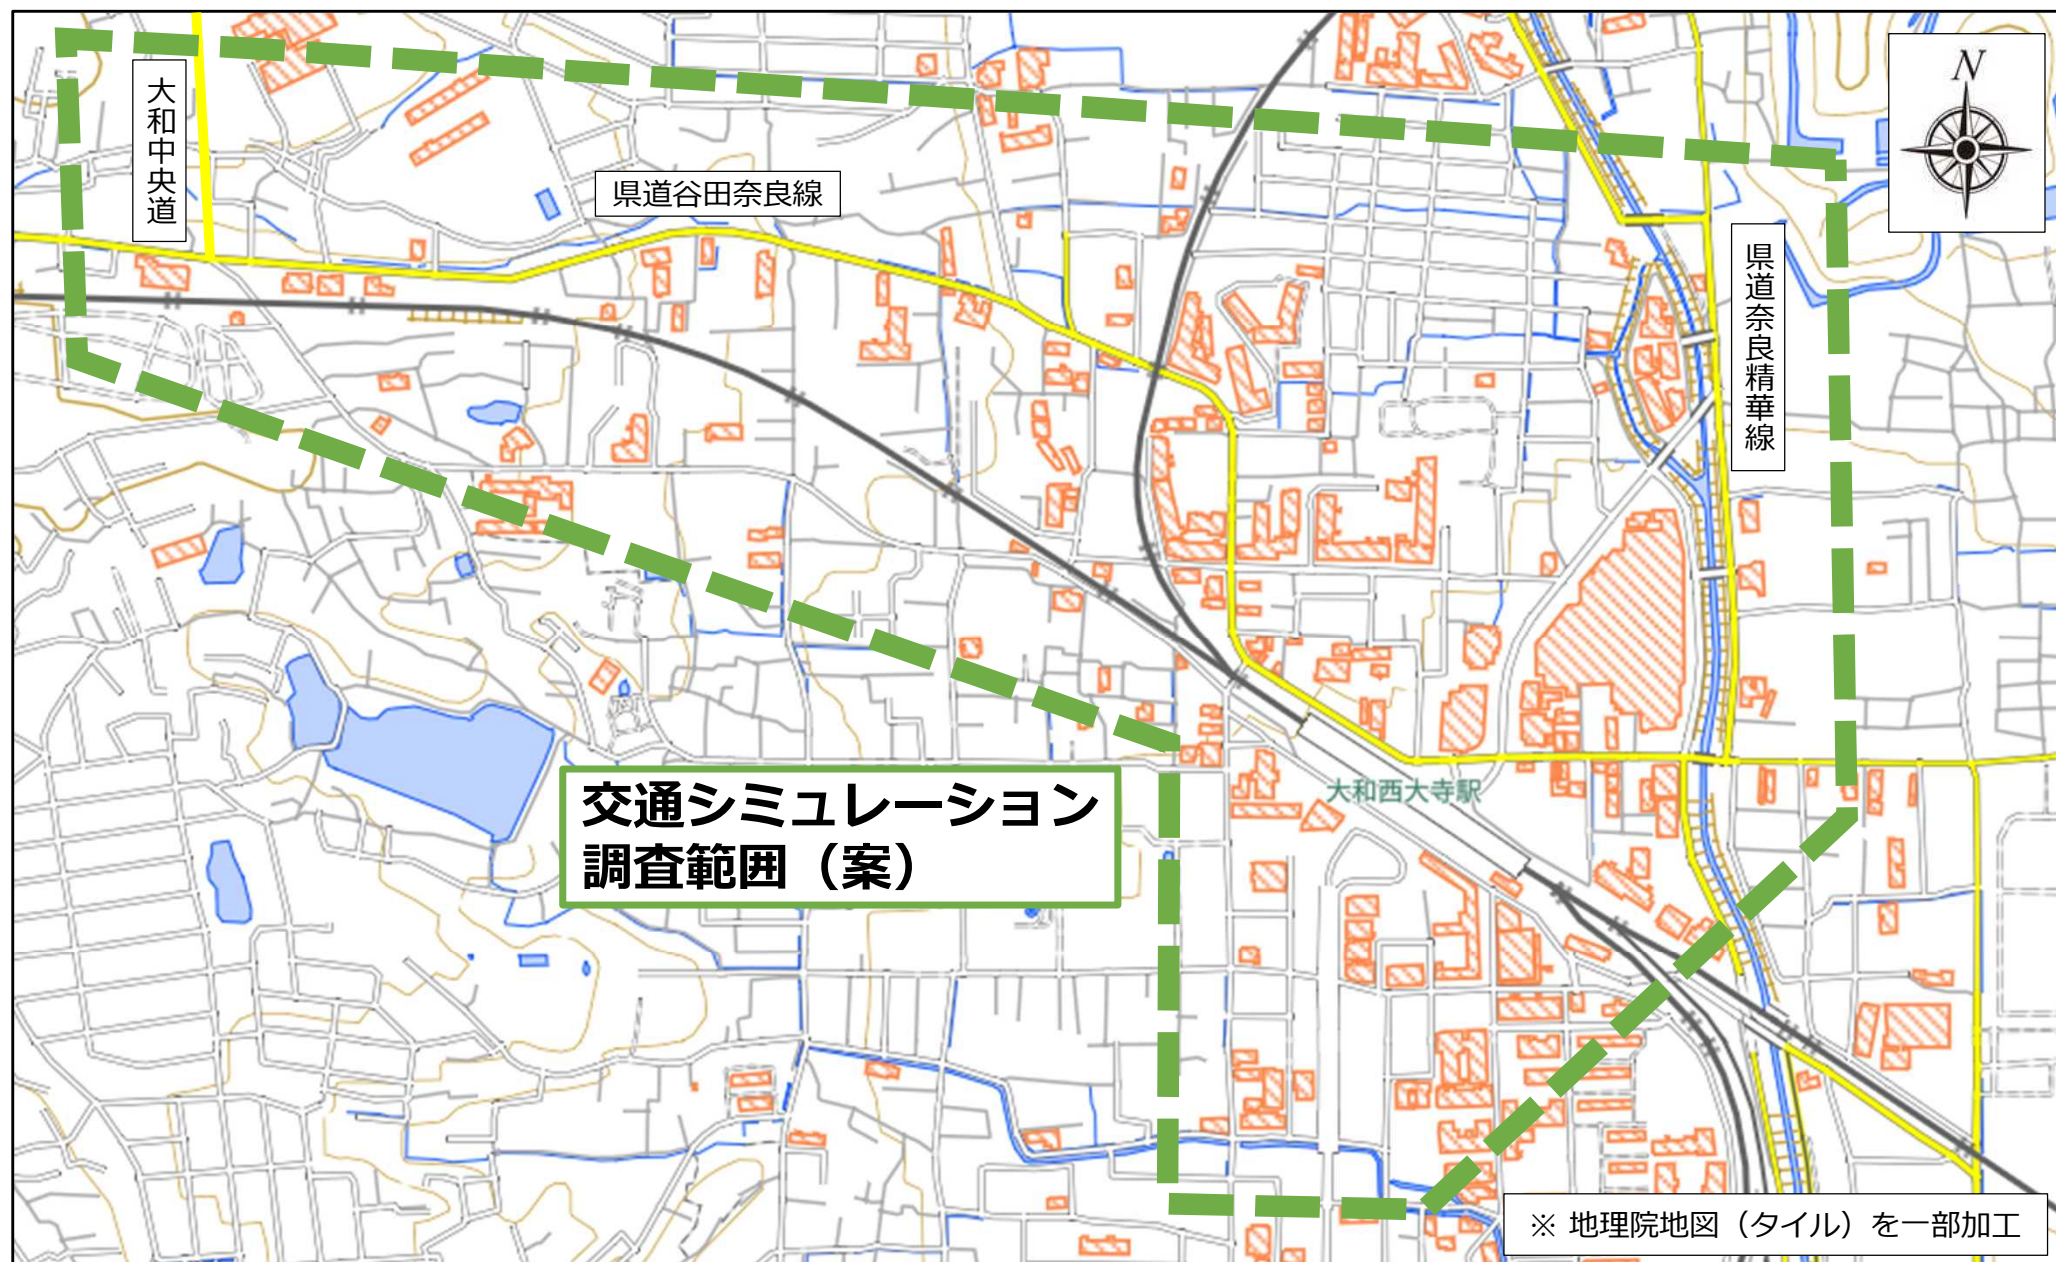 大和中央道
県道谷田奈良線
N
県道奈良精華線
大和西大寺駅
交通シミュレーション
調査範囲（案）
※ 地理院地図（タイル）を一部加工